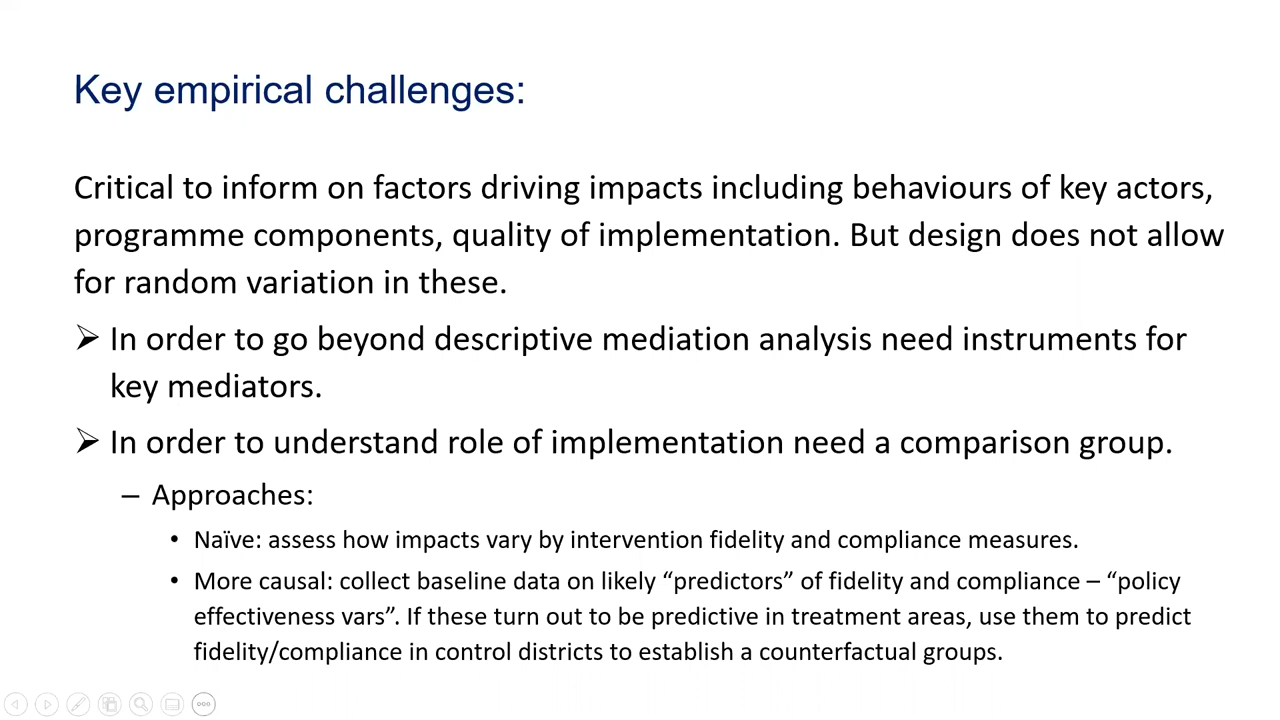 Key empirical challenges:
Critical to inform on factors driving impacts including behaviours of key actors,
programme components, quality of implementation. But design does not allow
for random variation in these.
➢ In order to go beyond descriptive mediation analysis need instruments for
key mediators.
➢ In order to understand role of implementation need a comparison group.
– Approaches:
• Naïve: assess how impacts vary by intervention fidelity and compliance measures.
• More causal: collect baseline data on likely “predictors” of fidelity and compliance – “policy
effectiveness vars”. If these turn out to be predictive in treatment areas, use them to predict
fidelity/compliance in control districts to establish a counterfactual groups.